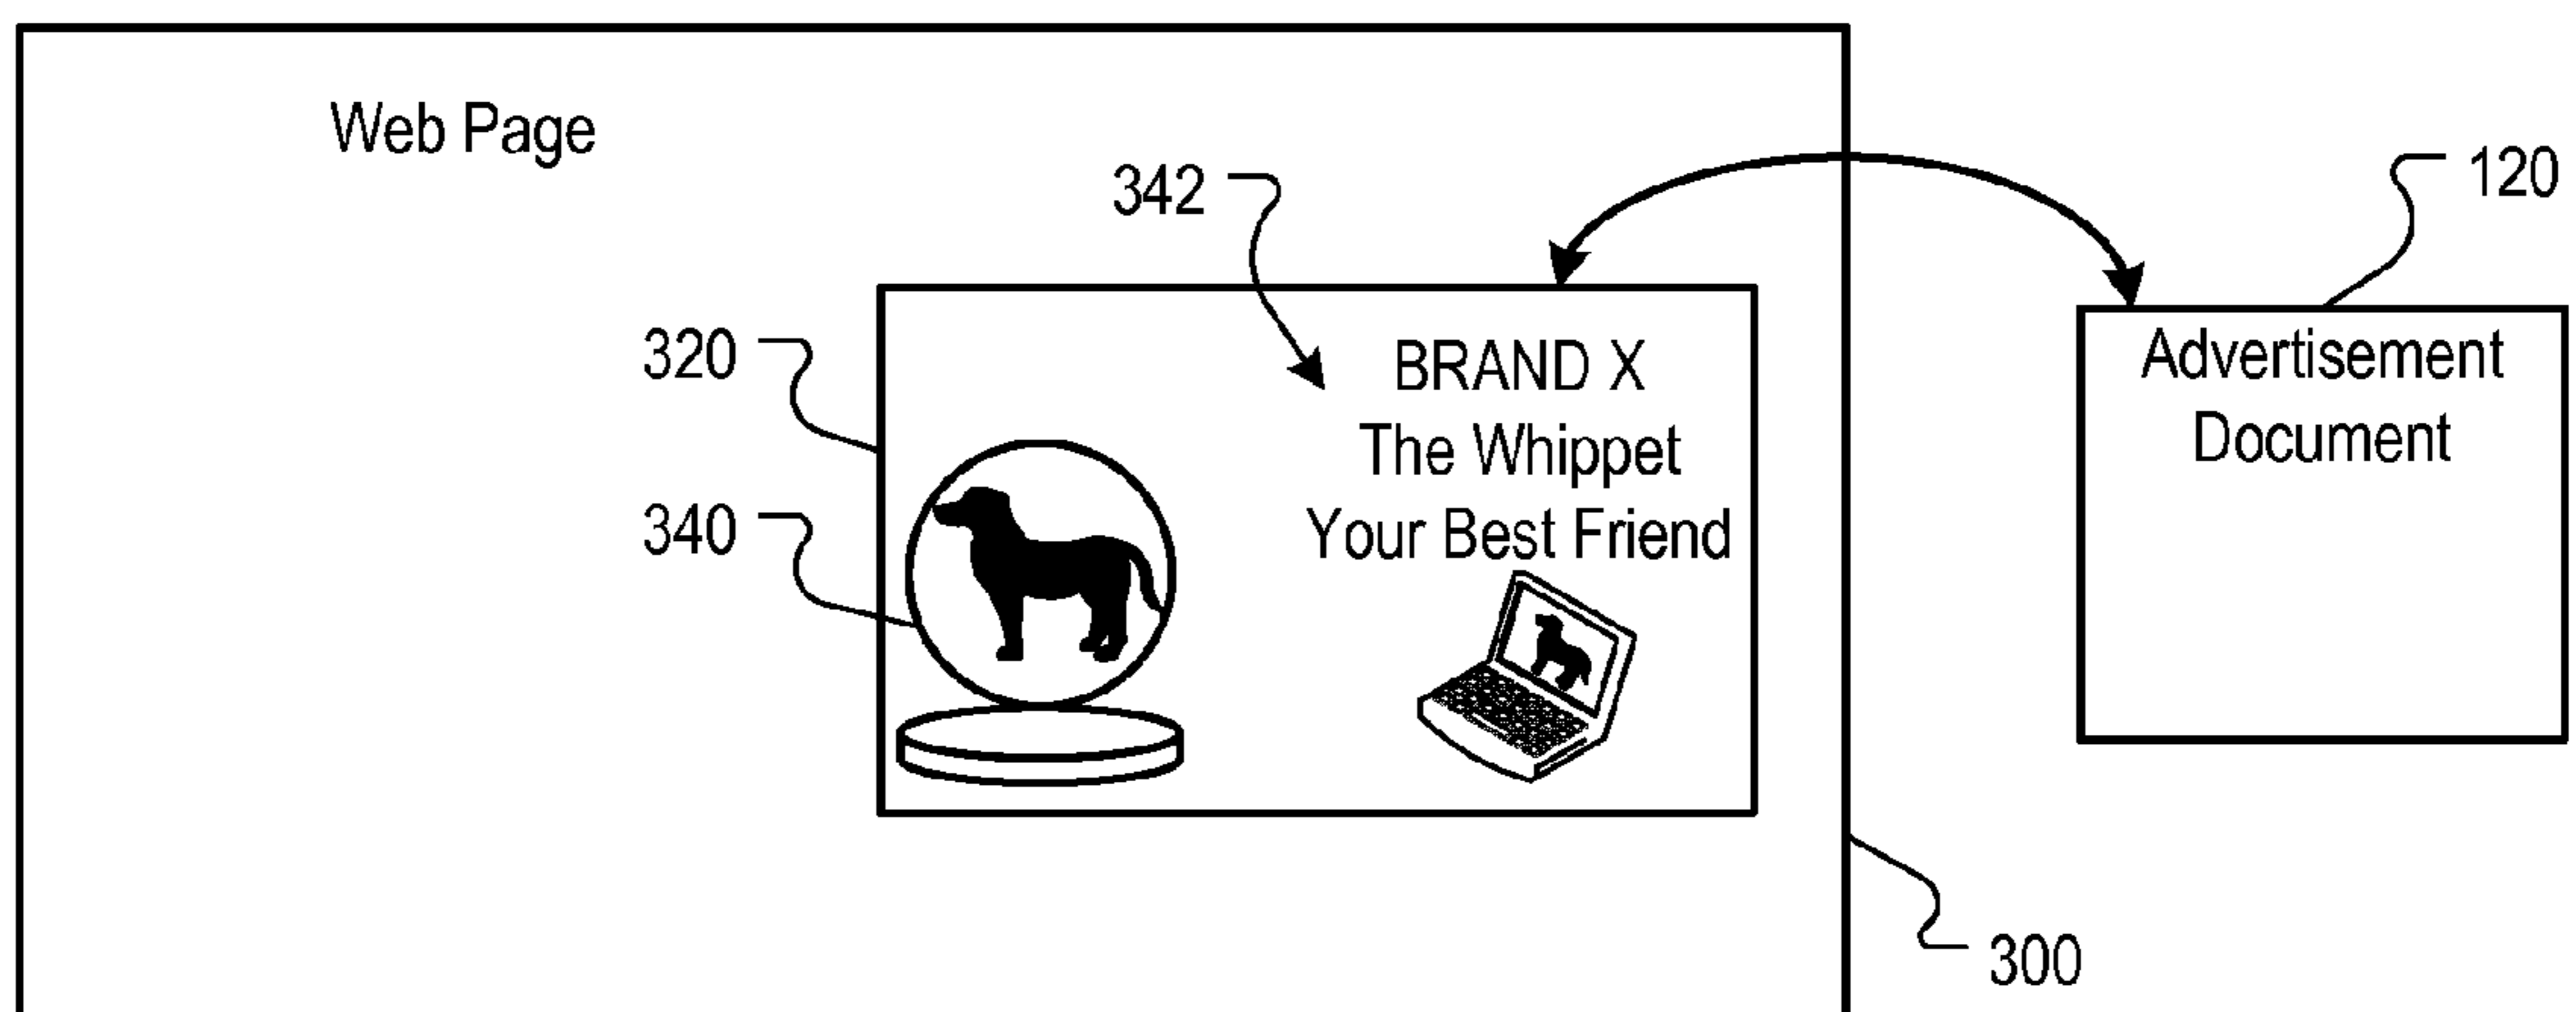 Web Page
342
120
320
BRAND X
The Whippet
Your Best Friend
Advertisement
Document
340
300